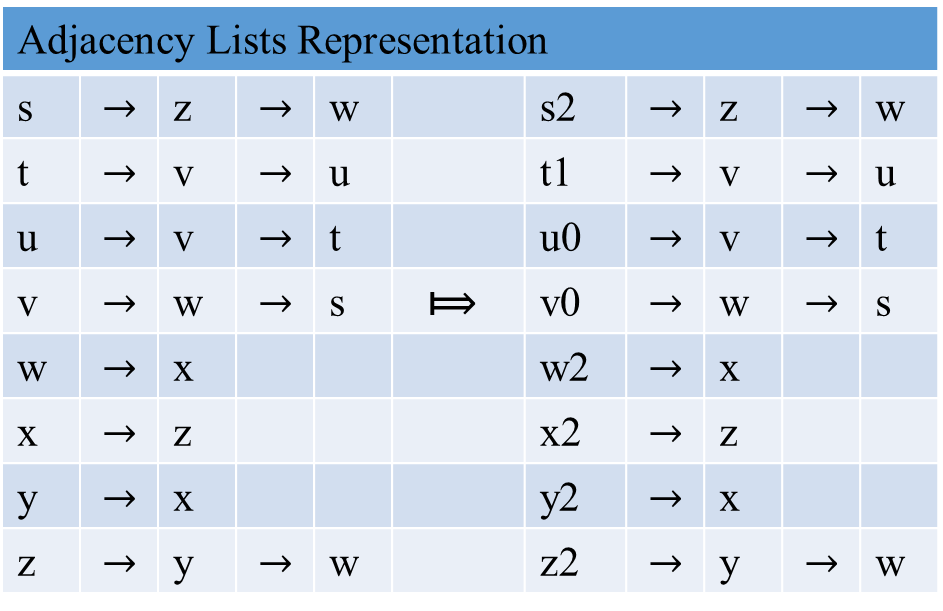 Adjacency Lists Representation
s → z → w s2 → z → w
t → v → u t1 → v → u
u → v → t u0 → v → t
v → w → s ⤇ v0 → w → s
w → x w2 → x
x → z x2 → z
y → x y2 → x
z → y → w z2 → y → w